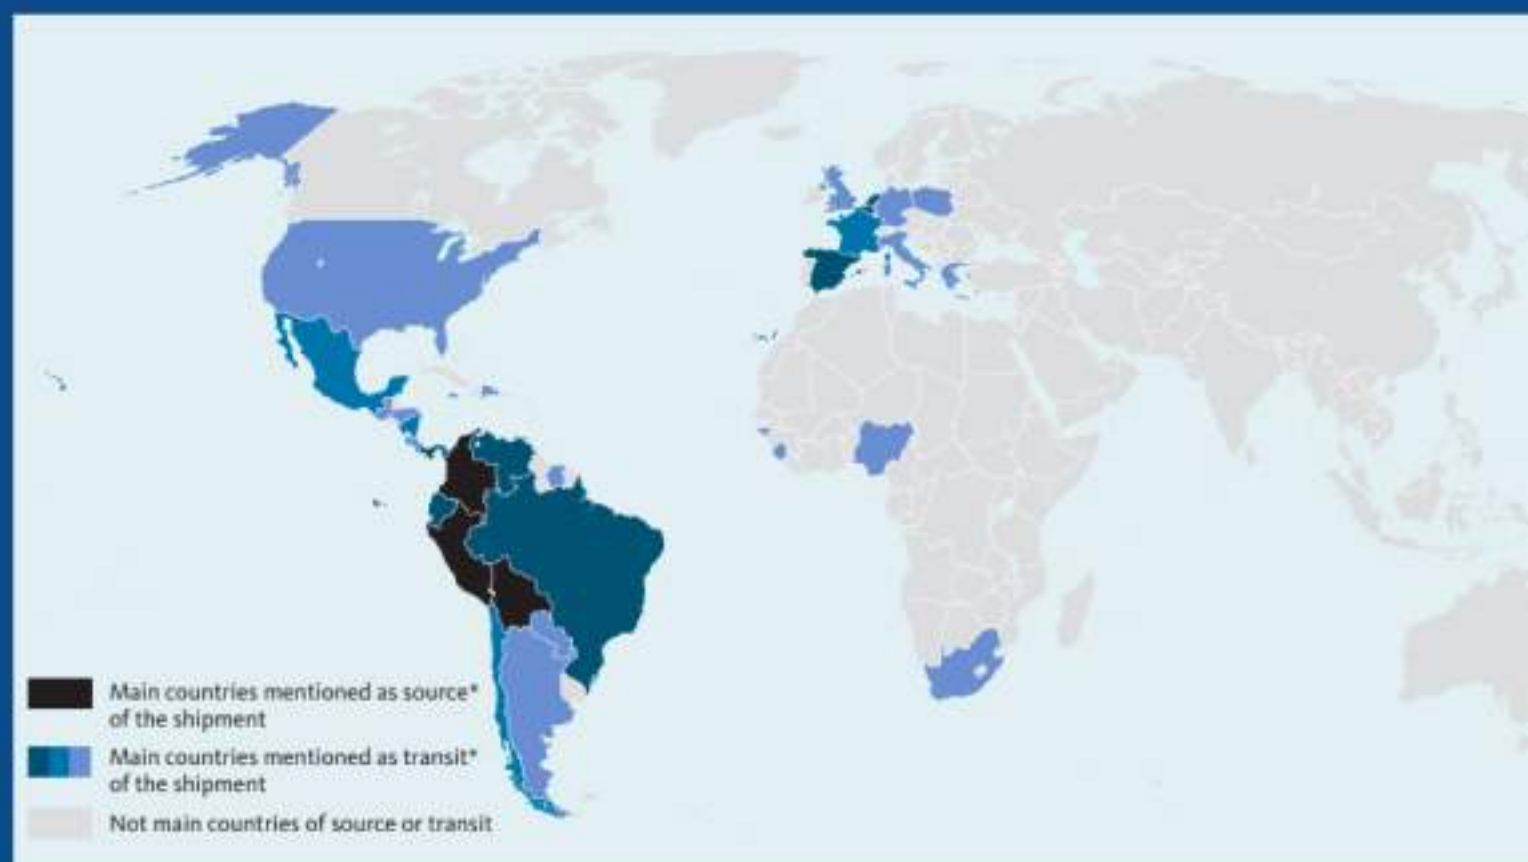 Main countries mentioned as source*
of the shipment
Main countries mentioned as transit*
of the shipment
Not main countries of source or transit